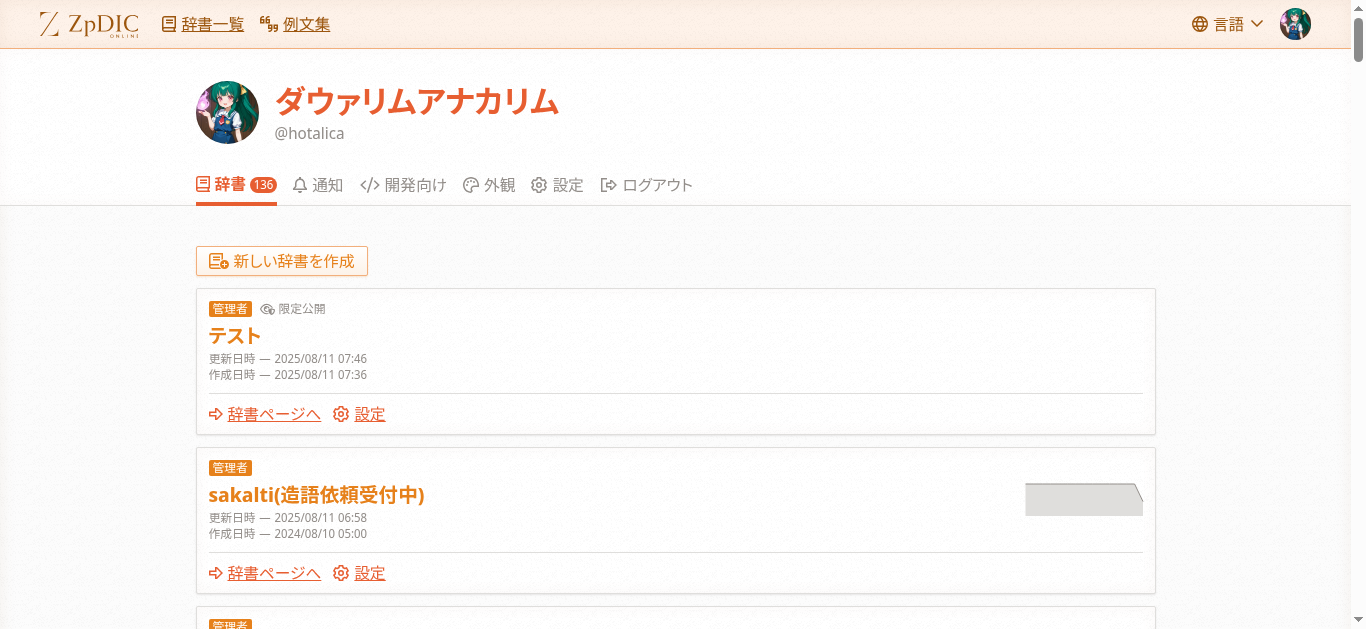 ZpDIC ONLINE 辞書一覧 例文集 言語
ダウァリムアナカリム
@hotalica
辞書 136 通知 開発向け 外観 設定 ログアウト
新しい辞書を作成
管理者 限定公開
テスト
更新日時 — 2025/08/11 07:46
作成日時 — 2025/08/11 07:36
辞書ページへ 設定
管理者
sakalti(造語依頼受付中)
更新日時 — 2025/08/11 06:58
作成日時 — 2024/08/10 05:00
辞書ページへ 設定
管理者